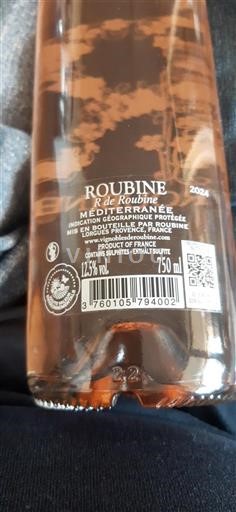 ROUBINE
R de Roubine
2024
MÉDITERRANÉE
INDICATION GÉOGRAPHIQUE PROTÉGÉE
MIS EN BOUTEILLE PAR ROUBINE
LORGUES PROVENCE, FRANCE
www.vignoblesderoubine.com
PRODUCT OF FRANCE
CONTAINS SULPHITES - ENTHÄLT SULFITE
12,5% vol.
750 ml
3 760105 794002